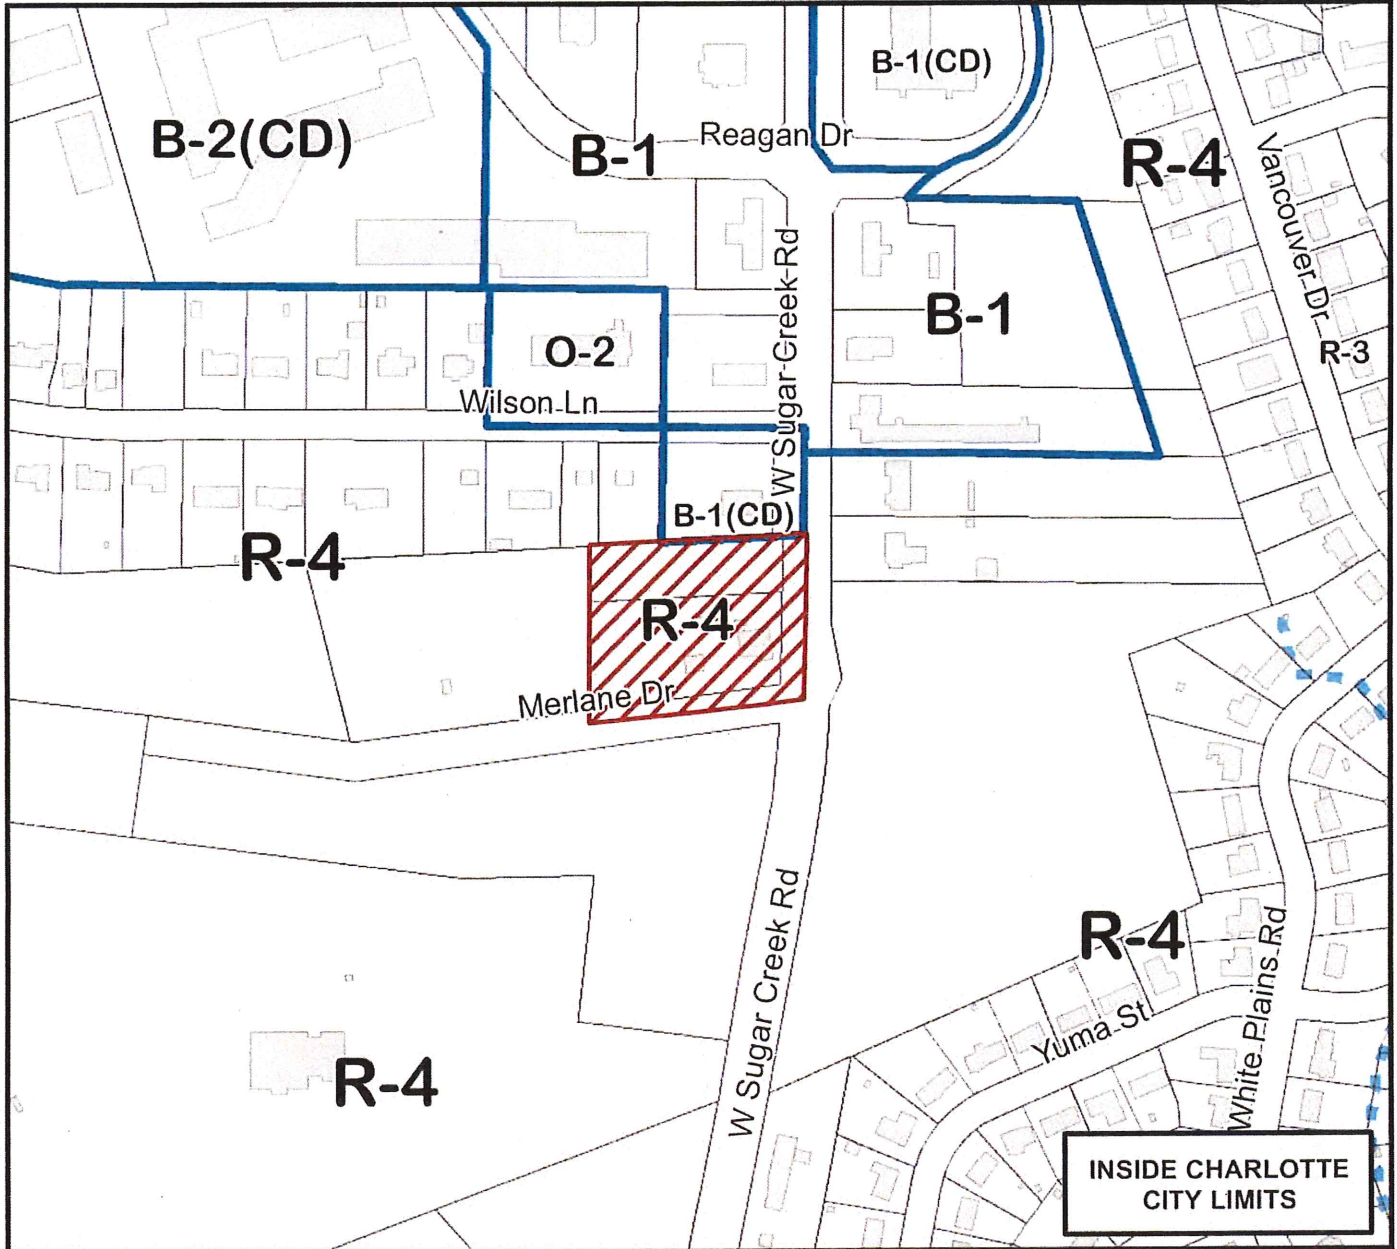 B-1(CD)
B-2(CD)
B-1
Reagan Dr
R-4
Vancouver Dr
W Sugar Creek Rd
B-1
O-2
R-3
Wilson Ln
B-1(CD)
R-4
R-4
Merlane Dr
R-4
W Sugar Creek Rd
White Plains Rd
Yuma St
R-4
INSIDE CHARLOTTE
CITY LIMITS